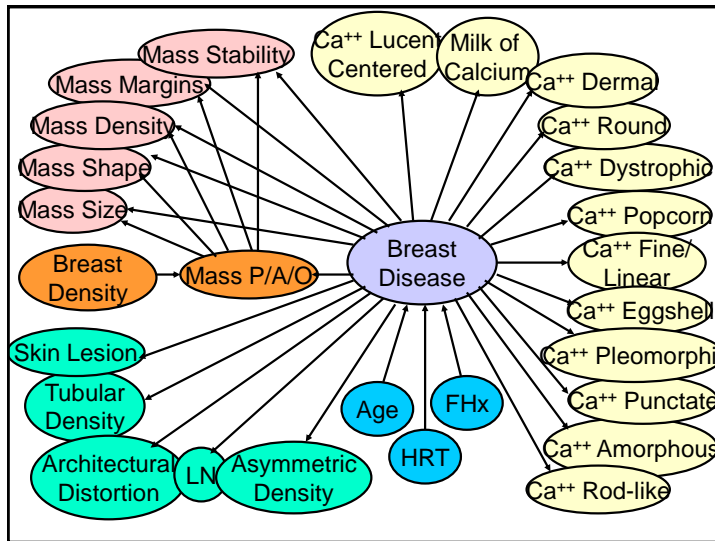 Mass Stability
Mass Margins
Mass Density
Mass Shape
Mass Size
Breast
Density
Mass P/A/O
Breast
Disease
Ca⁺⁺ Lucent
Centered
Milk of
Calcium
Ca⁺⁺ Dermal
Ca⁺⁺ Round
Ca⁺⁺ Dystrophic
Ca⁺⁺ Popcorn
Ca⁺⁺ Fine/
Linear
Ca⁺⁺ Eggshell
Ca⁺⁺ Pleomorphi
Ca⁺⁺ Punctate
Ca⁺⁺ Amorphous
Ca⁺⁺ Rod-like
Skin Lesion
Tubular
Density
Architectural
Distortion
LN
Asymmetric
Density
Age
HRT
FHx